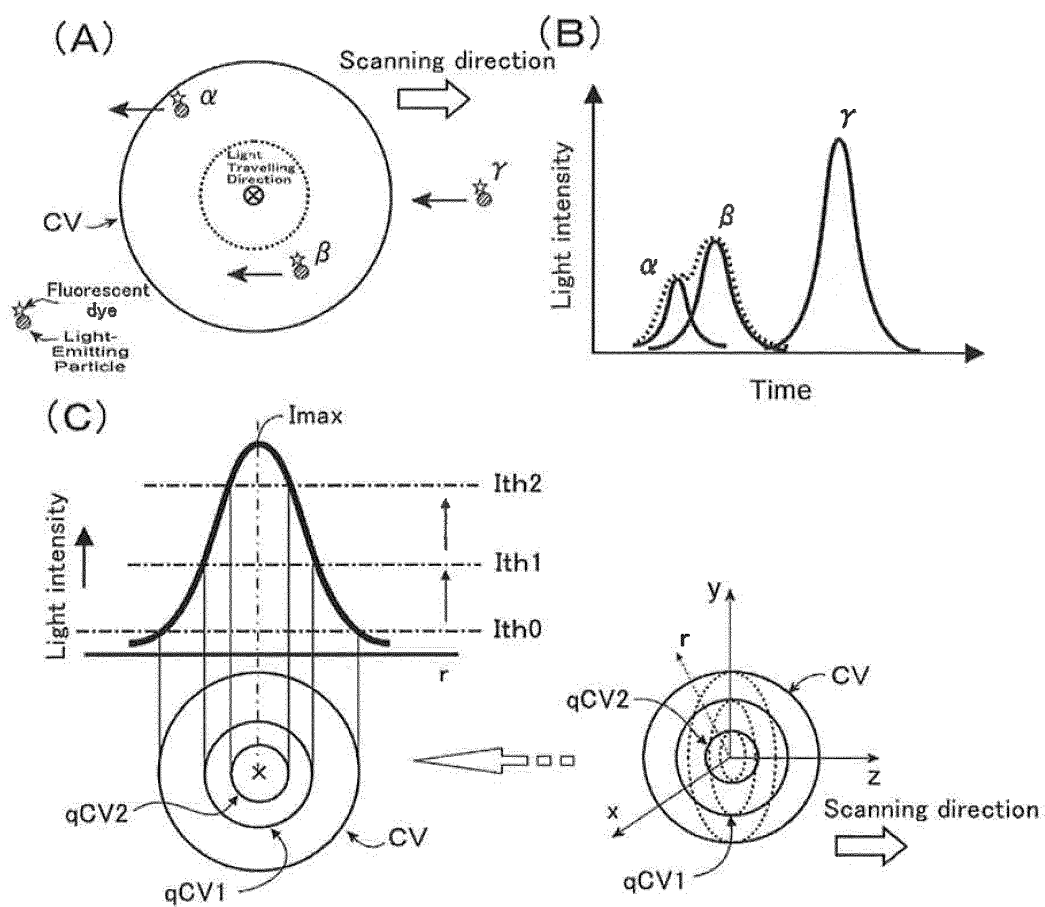 (A)
Scanning direction
α
Light
Travelling
Direction
γ
CV
β
Fluorescent
dye
Light-
Emitting
Particle
(B)
Light intensity
α
β
γ
Time
(C)
Imax
Ith2
Ith1
Ith0
Light intensity
r
qCV2
qCV1
CV
y
r
CV
qCV2
z
x
Scanning direction
qCV1